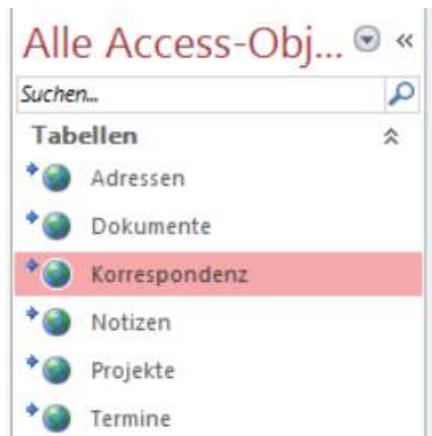 Alle Access-Obj...
Suchen...
Tabellen
Adressen
Dokumente
Korrespondenz
Notizen
Projekte
Termine